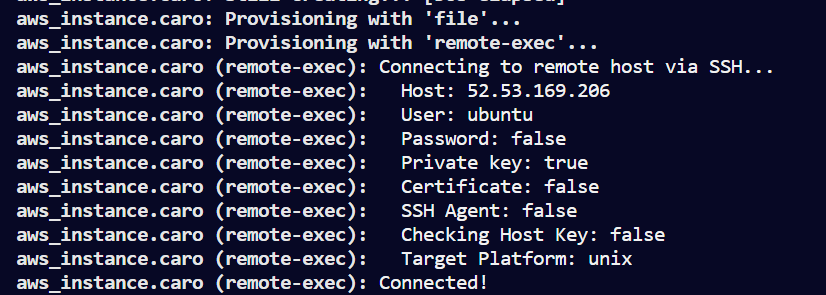 aws_instance.caro: Provisioning with 'file'...
aws_instance.caro: Provisioning with 'remote-exec'...
aws_instance.caro (remote-exec): Connecting to remote host via SSH...
aws_instance.caro (remote-exec):   Host: 52.53.169.206
aws_instance.caro (remote-exec):   User: ubuntu
aws_instance.caro (remote-exec):   Password: false
aws_instance.caro (remote-exec):   Private key: true
aws_instance.caro (remote-exec):   Certificate: false
aws_instance.caro (remote-exec):   SSH Agent: false
aws_instance.caro (remote-exec):   Checking Host Key: false
aws_instance.caro (remote-exec):   Target Platform: unix
aws_instance.caro (remote-exec): Connected!